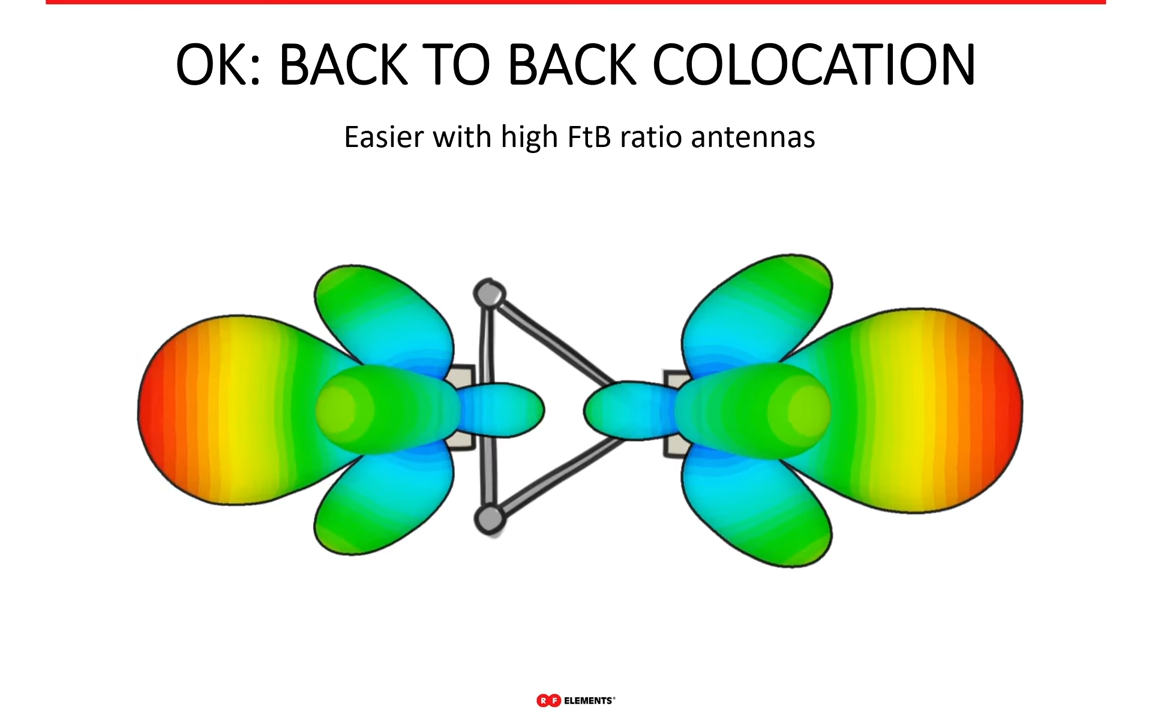 OK: BACK TO BACK COLOCATION
Easier with high FtB ratio antennas
RF ELEMENTS®